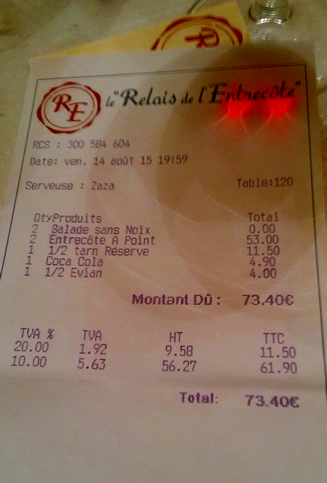 RE le "Relais de l'Entrecôte"
RCS : 300 584 604
Date: ven. 14 août 15 19:59
Serveuse : Zaza Table:120
QtxProduits Total
2 Salade sans Noix 0.00
2 Entrecôte A Point 53.00
1 1/2 tarn Réserve 11.50
1 Coca Cola 4.90
1 1/2 Evian 4.00
Montant Dû : 73.40€
TVA % TVA HT TTC
20.00 1.92 9.58 11.50
10.00 5.63 56.27 61.90
Total: 73.40€